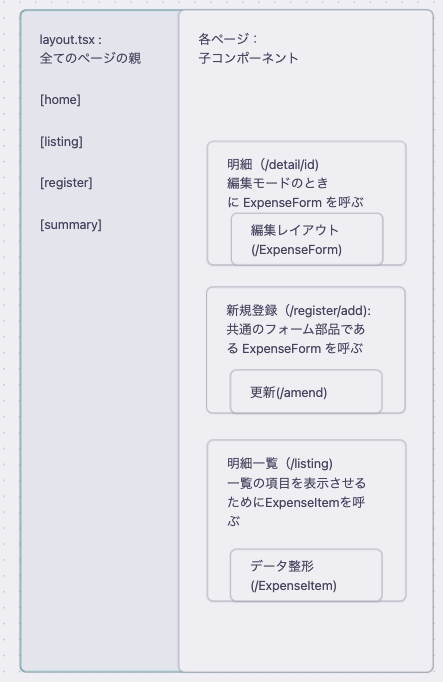 layout.tsx :
全てのページの親
[home]
[listing]
[register]
[summary]
各ページ：
子コンポーネント
明細（/detail/id)
編集モードのとき
に ExpenseForm を呼ぶ
編集レイアウト
(/ExpenseForm)
新規登録（/register/add):
共通のフォーム部品であ
る ExpenseForm を呼ぶ
更新(/amend)
明細一覧（/listing)
一覧の項目を表示させる
ためにExpenseItemを呼
ぶ
データ整形
(/ExpenseItem)